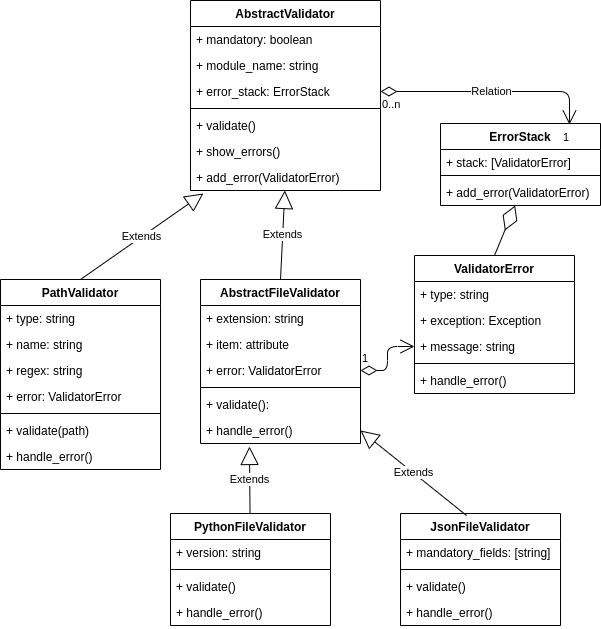 AbstractValidator
+ mandatory: boolean
+ module_name: string
+ error_stack: ErrorStack
+ validate()
+ show_errors()
+ add_error(ValidatorError)
Relation
0..n
1
ErrorStack
+ stack: [ValidatorError]
+ add_error(ValidatorError)
Extends
Extends
PathValidator
+ type: string
+ name: string
+ regex: string
+ error: ValidatorError
+ validate(path)
+ handle_error()
AbstractFileValidator
+ extension: string
+ item: attribute
+ error: ValidatorError
+ validate():
+ handle_error()
1
ValidatorError
+ type: string
+ exception: Exception
+ message: string
+ handle_error()
Extends
Extends
PythonFileValidator
+ version: string
+ validate()
+ handle_error()
JsonFileValidator
+ mandatory_fields: [string]
+ validate()
+ handle_error()